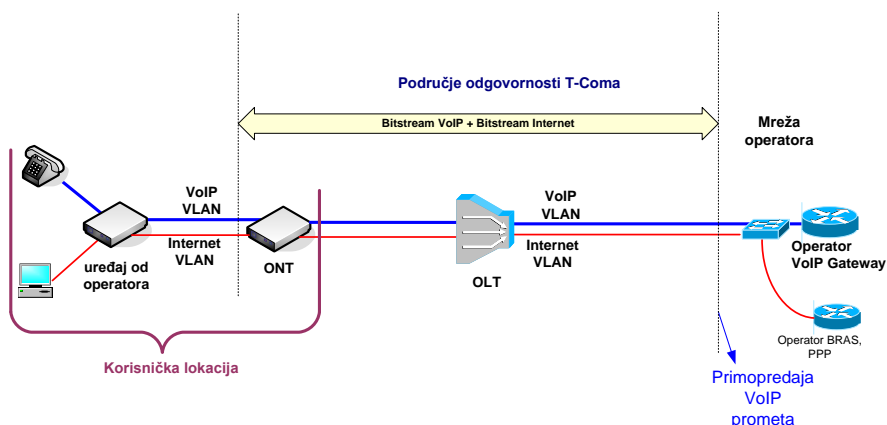 Područje odgovornosti T-Coma
Bitstream VoIP + Bitstream Internet
Mreža
operatora
VoIP
VLAN
Internet
VLAN
uređaj od
operatora
ONT
OLT
VoIP
VLAN
Internet
VLAN
Operator
VoIP Gateway
Operator BRAS,
PPP
Korisnička lokacija
Primopredaja
VoIP
prometa